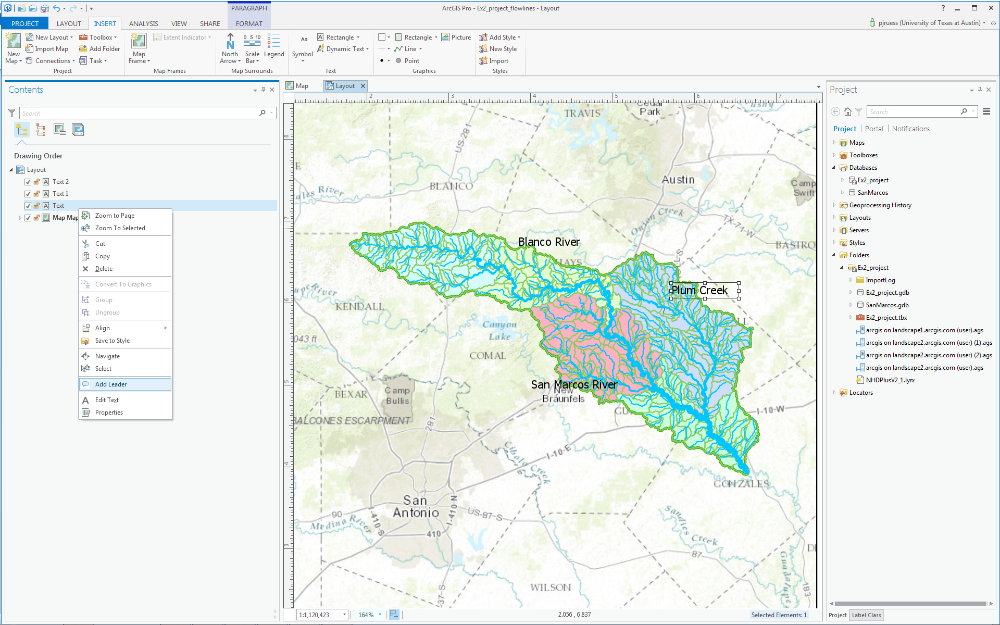 ArcGIS Pro - Ex2_project_flowlines - Layout
PARAGRAPH
PROJECT LAYOUT INSERT ANALYSIS VIEW SHARE FORMAT
pjruess (University of Texas at Austin)
New Map
New Layout
Import Map
Connections
Toolbox
Add Folder
Task
Project
Map Frame
Extent Indicator
Map Frames
North Arrow
0 5 10
Scale Bar
Legend
Map Surrounds
Aa
Symbol
Rectangle
Dynamic Text
Text
Rectangle
Picture
Line
Point
Graphics
Add Style
New Style
Import
Styles
Contents
Search
Drawing Order
Layout
Text 2
Text 1
Text
Map Map
Zoom to Page
Zoom To Selected
Cut
Copy
Delete
Convert To Graphics
Group
Ungroup
Align
Save to Style
Navigate
Select
Add Leader
Edit Text
Properties
Map
Layout
2 3 4 5 6 7
8
7
6
5
4
3
TRAVIS
Cedar
Park
US-281
E
BLANCO
Austin
Camp
Swift
ales River
Onion Creek
TX-71-W
BASTRO
Blanco River
HAYS
I-S
Plum Creek
upe River
KENDALL
Canyon
Lake
LL
043 ft
COMAL
San Marcos River
New
Braunfels
BEXAR
Camp
Bullis
GU
I-10-W
BALCONES ESCARPMENT
281
Cibolo Creek
I-10-E
GONZALES
San
Antonio
I-410-N
US-87-S
90
I-410-S
Medina River
410
Sandies Creek
87
DE
Guadalupe
183
WILSON
37-S
1:1,120,423
164%
2.056 , 6.837
Selected Elements: 1
Project
Search
Project Portal Notifications
Maps
Toolboxes
Databases
Ex2_project
SanMarcos
Geoprocessing History
Layouts
Servers
Styles
Folders
Ex2_project
ImportLog
Ex2_project.gdb
SanMarcos.gdb
Ex2_project.tbx
arcgis on landscape1.arcgis.com (user).ags
arcgis on landscape2.arcgis.com (user) (1).ags
arcgis on landscape2.arcgis.com (user) (2).ags
arcgis on landscape2.arcgis.com (user).ags
NHDPlusV2_1.lyrx
Locators
Project Label Class